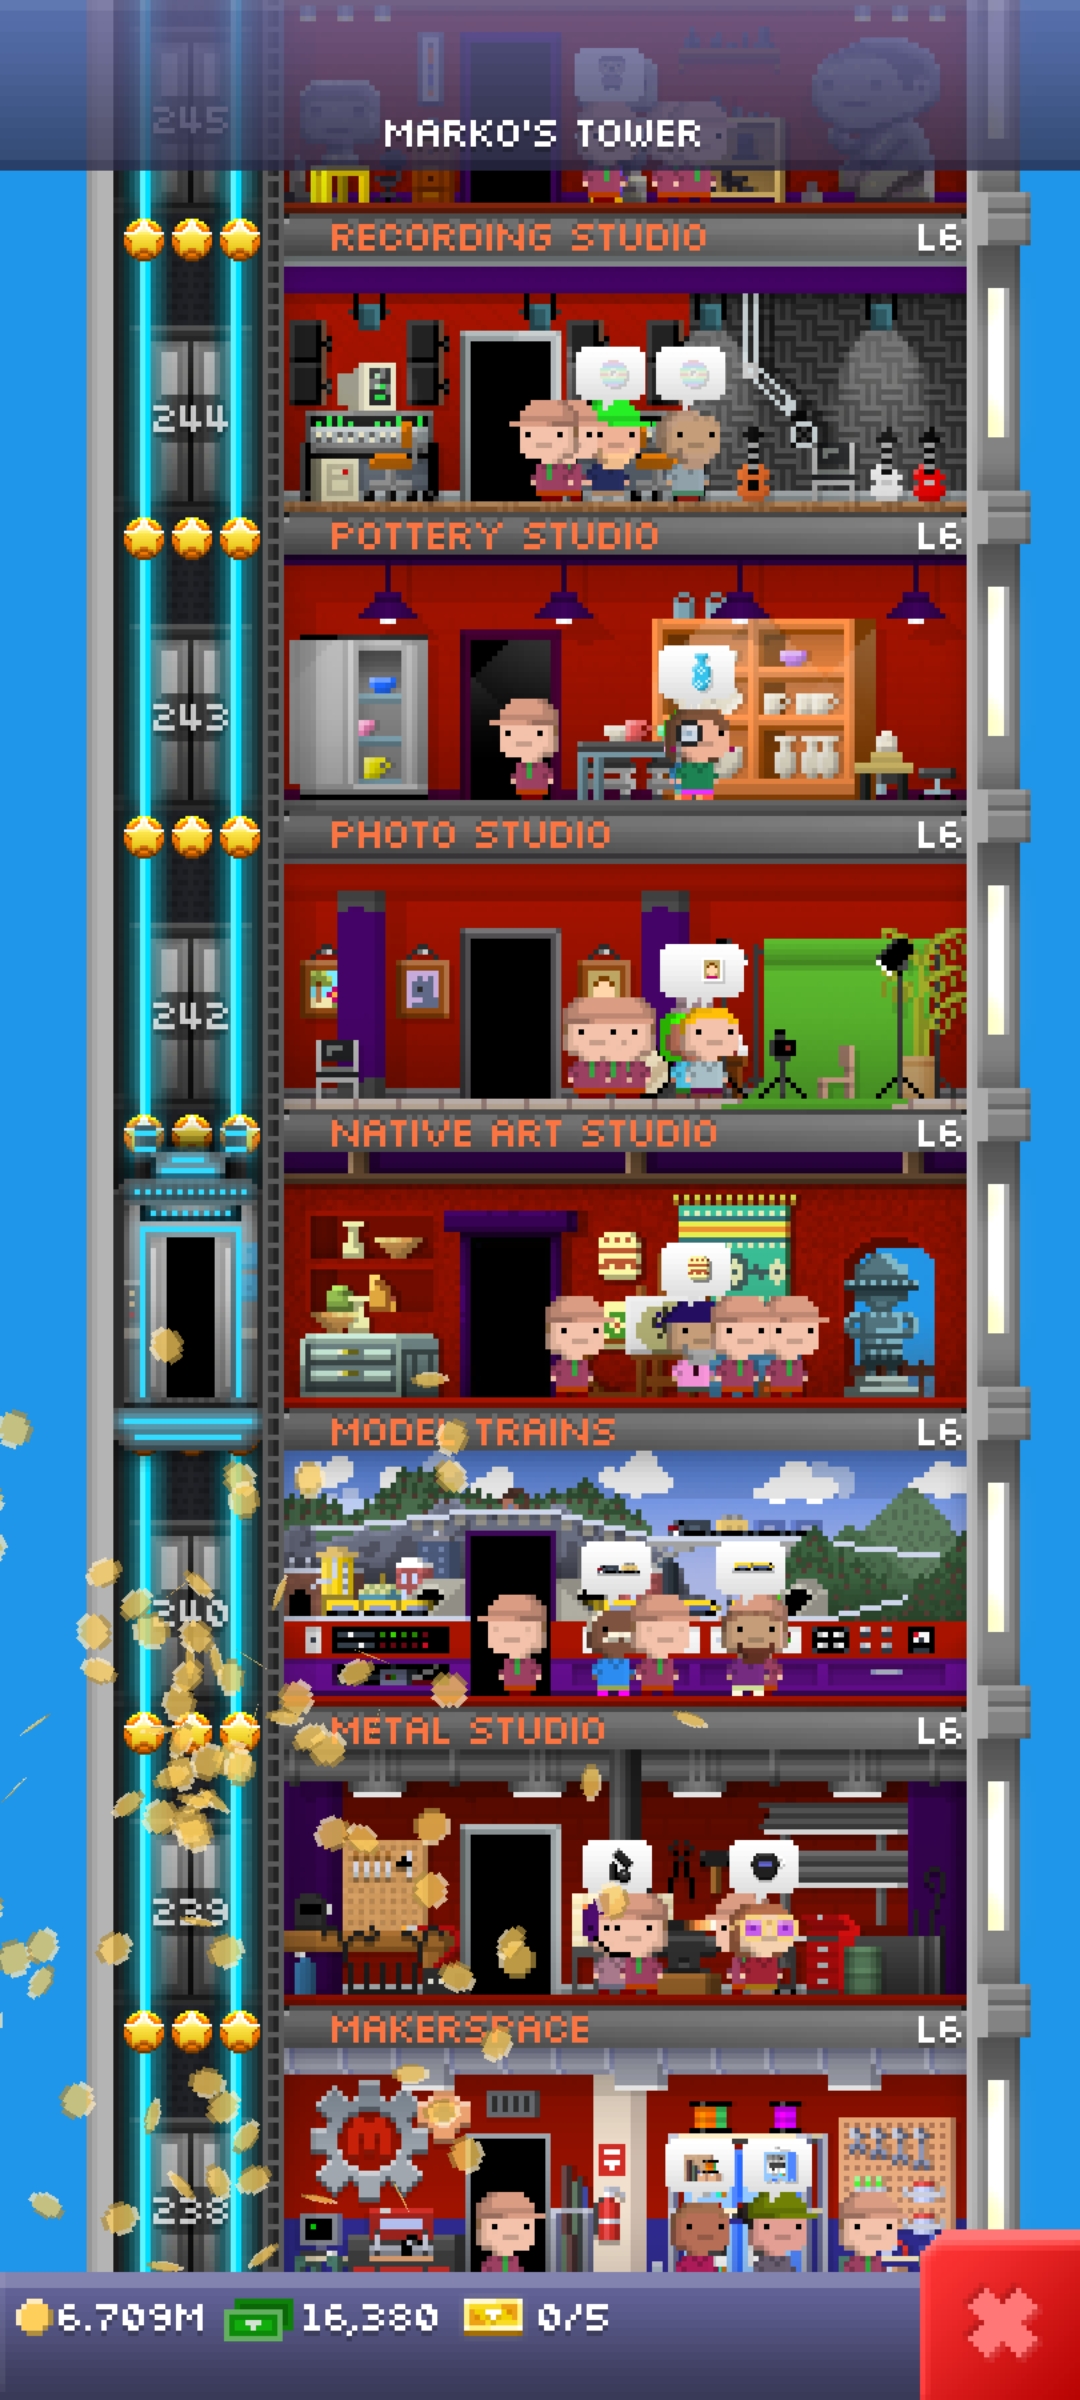 245
MARKO'S TOWER
RECORDING STUDIO L6
244
POTTERY STUDIO L6
243
PHOTO STUDIO L6
242
NATIVE ART STUDIO L6
MODEL TRAINS L6
240
METAL STUDIO L6
239
MAKERSPACE L6
M
238
6.709M 16,380 0/5